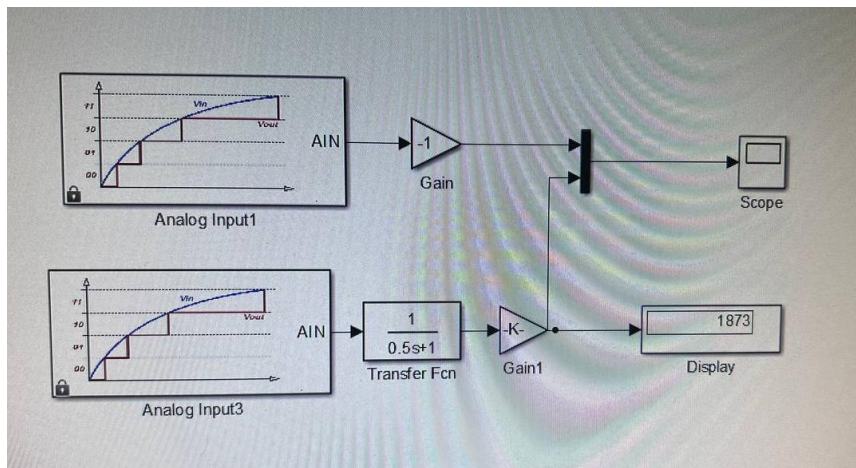 11
Vin
10
Vout
01
00
AIN
Analog Input1
-1
Gain
Scope
11
Vin
10
Vout
01
00
AIN
Analog Input3
1
0.5s+1
Transfer Fcn
-K-
Gain1
1873
Display